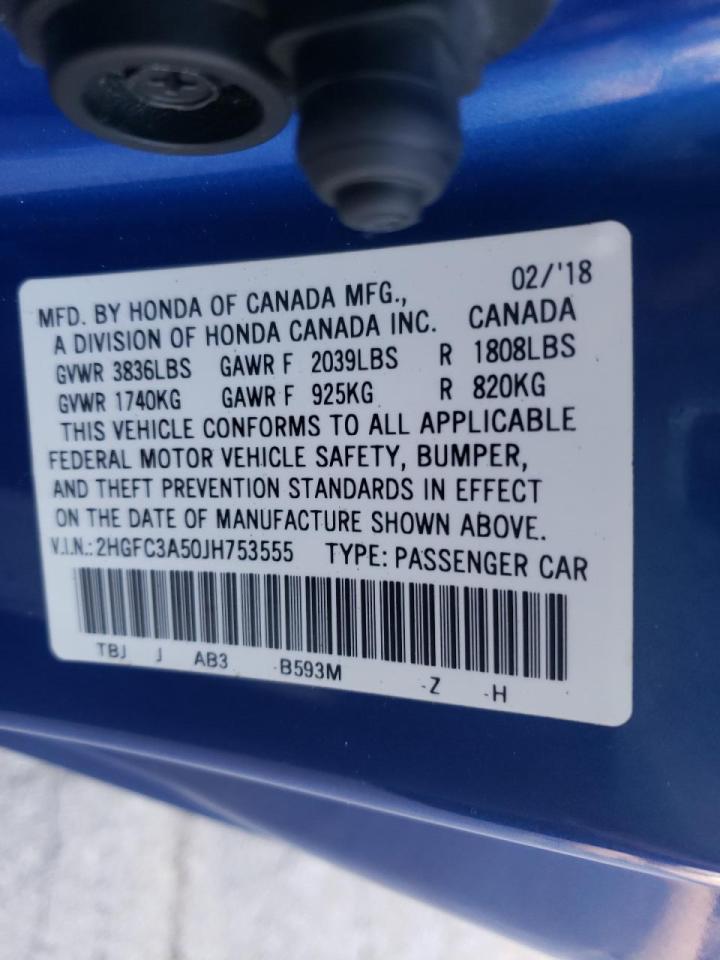 02/'18
MFD. BY HONDA OF CANADA MFG.,
A DIVISION OF HONDA CANADA INC. CANADA
GVWR 3836LBS GAWR F 2039LBS R 1808LBS
GVWR 1740KG GAWR F 925KG R 820KG
THIS VEHICLE CONFORMS TO ALL APPLICABLE
FEDERAL MOTOR VEHICLE SAFETY, BUMPER,
AND THEFT PREVENTION STANDARDS IN EFFECT
ON THE DATE OF MANUFACTURE SHOWN ABOVE.
V.I.N.: 2HGFC3A50JH753555 TYPE: PASSENGER CAR
TBJ J AB3 -B593M -Z -H